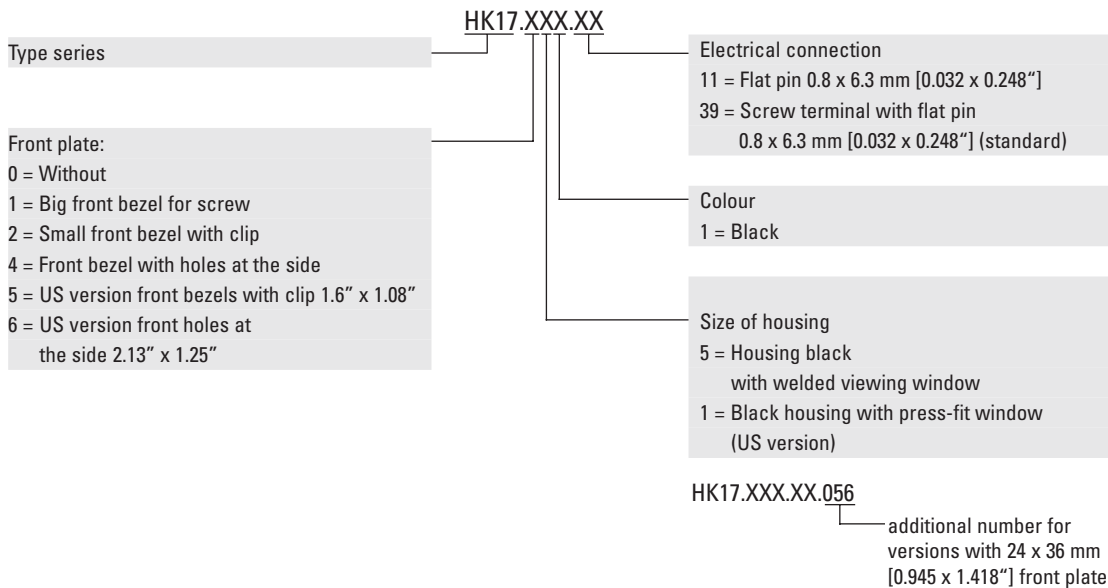 HK17.XXX.XX
Type series
Front plate:
0 = Without
1 = Big front bezel for screw
2 = Small front bezel with clip
4 = Front bezel with holes at the side
5 = US version front bezels with clip 1.6” x 1.08”
6 = US version front holes at
the side 2.13” x 1.25”
Electrical connection
11 = Flat pin 0.8 x 6.3 mm [0.032 x 0.248“]
39 = Screw terminal with flat pin
0.8 x 6.3 mm [0.032 x 0.248“] (standard)
Colour
1 = Black
Size of housing
5 = Housing black
with welded viewing window
1 = Black housing with press-fit window
(US version)
HK17.XXX.XX.056
additional number for
versions with 24 x 36 mm
[0.945 x 1.418“] front plate